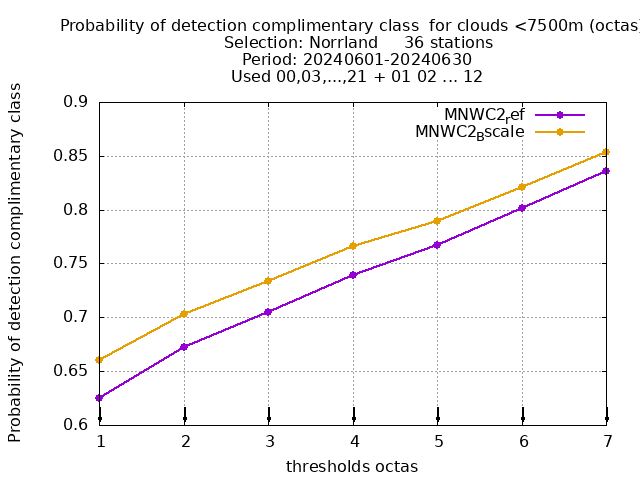 Probability of detection complimentary class  for clouds <7500m (octas)
Selection: Norrland     36 stations
Period: 20240601-20240630
Used 00,03,...,21 + 01 02 ... 12
Probability of detection complimentary class
MNWC2ref
MNWC2Bscale
0.9
0.85
0.8
0.75
0.7
0.65
0.6
1 2 3 4 5 6 7
thresholds octas